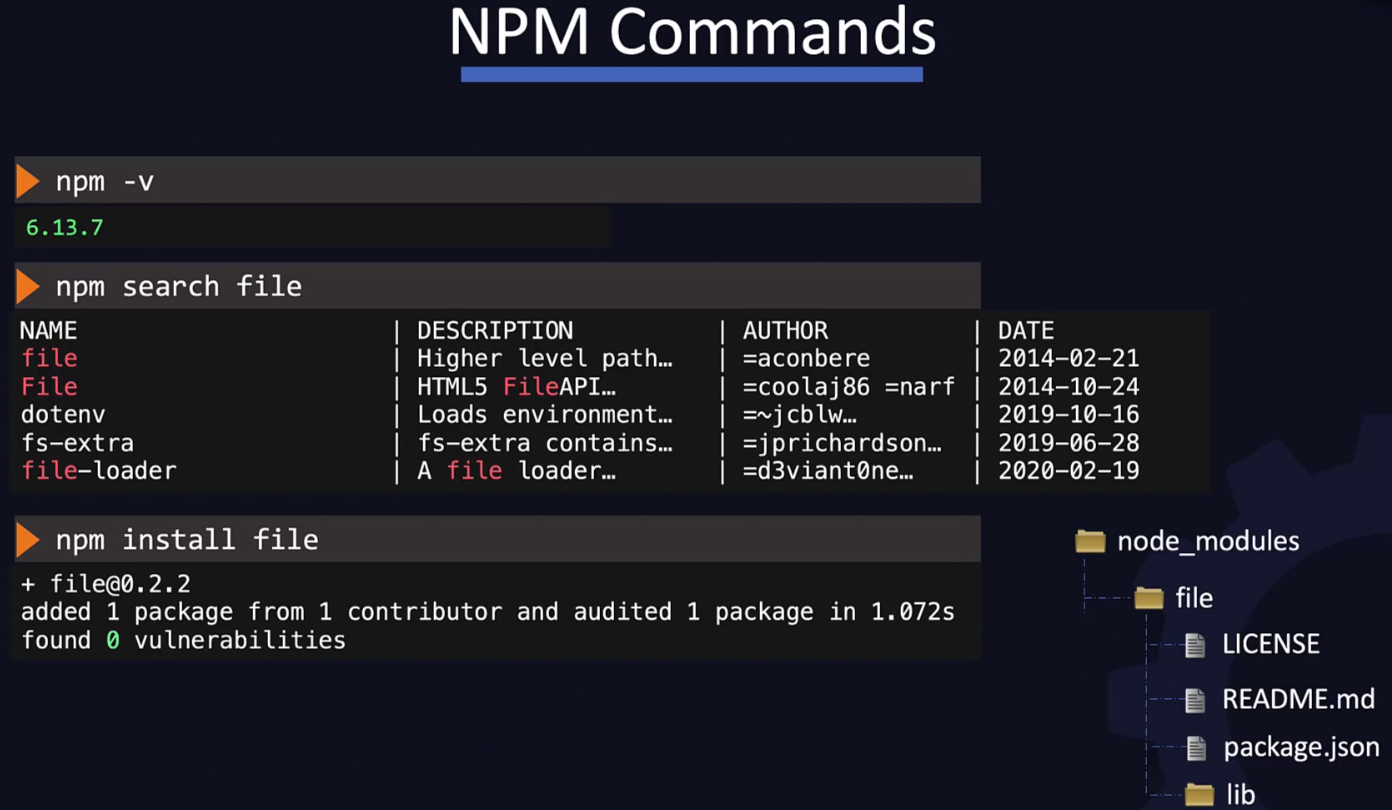 NPM Commands
npm -v
6.13.7
npm search file
NAME | DESCRIPTION | AUTHOR | DATE
file | Higher level path… | =aconbere | 2014-02-21
File | HTML5 FileAPI… | =coolaj86 =narf | 2014-10-24
dotenv | Loads environment… | =~jcblw… | 2019-10-16
fs-extra | fs-extra contains… | =jprichardson… | 2019-06-28
file-loader | A file loader… | =d3viant0ne… | 2020-02-19
npm install file
+ file@0.2.2
added 1 package from 1 contributor and audited 1 package in 1.072s
found 0 vulnerabilities
node_modules
file
LICENSE
README.md
package.json
lib